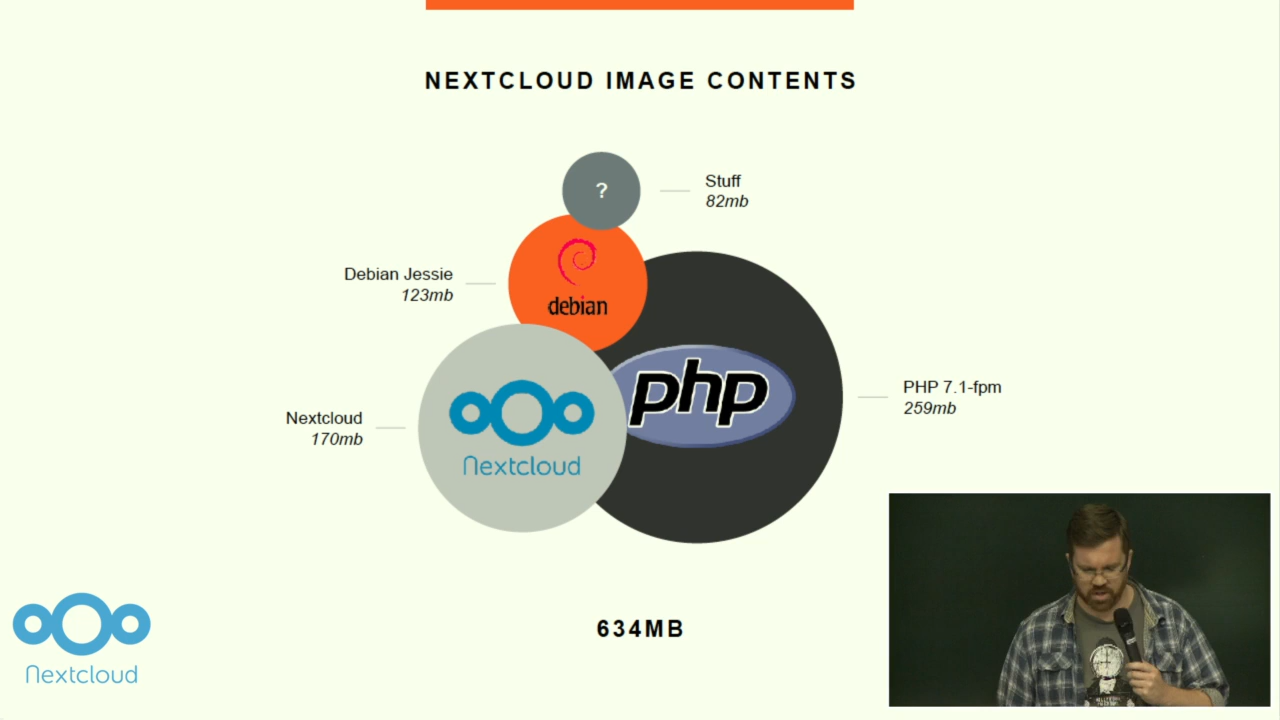 NEXTCLOUD IMAGE CONTENTS
?
Stuff
82mb
Debian Jessie
123mb
debian
php
PHP 7.1-fpm
259mb
Nextcloud
170mb
Nextcloud
634MB
Nextcloud